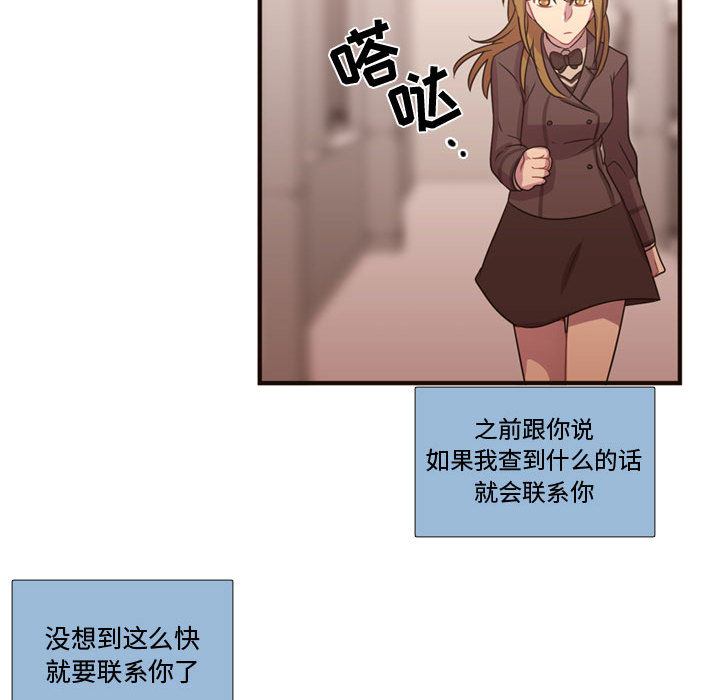 嗒
哒
之前跟你说
如果我查到什么的话
就会联系你
没想到这么快
就要联系你了